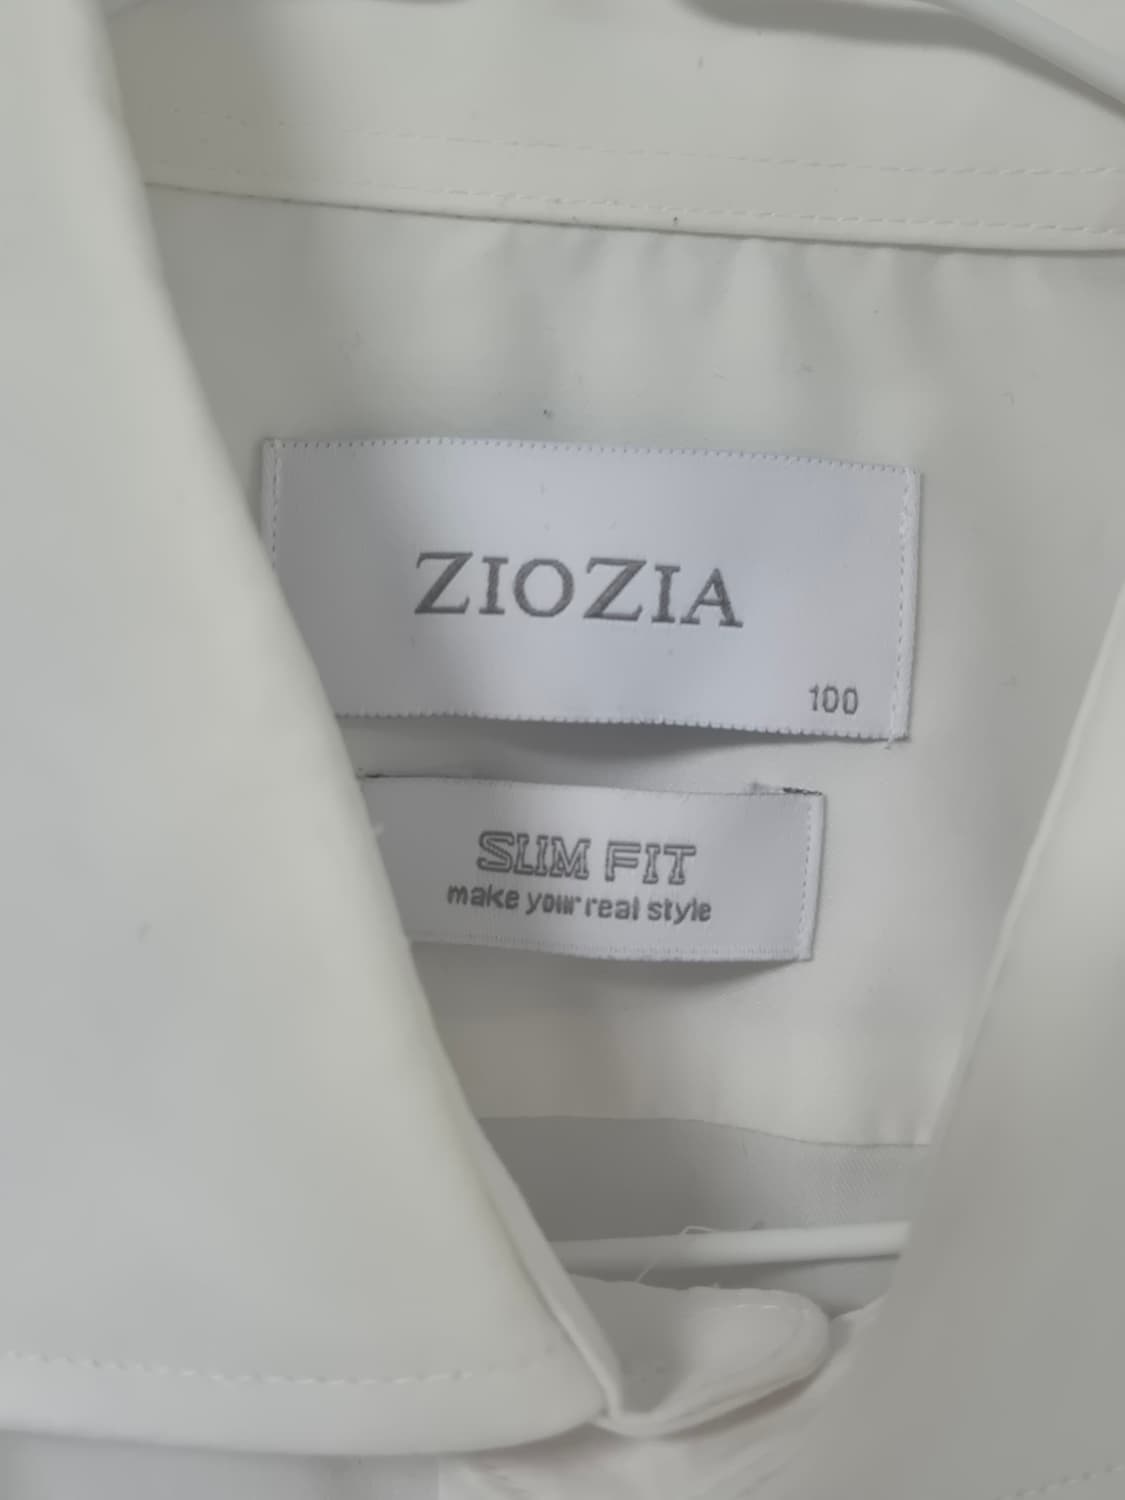 ZIOZIA
100
SLIM FIT
make your real style